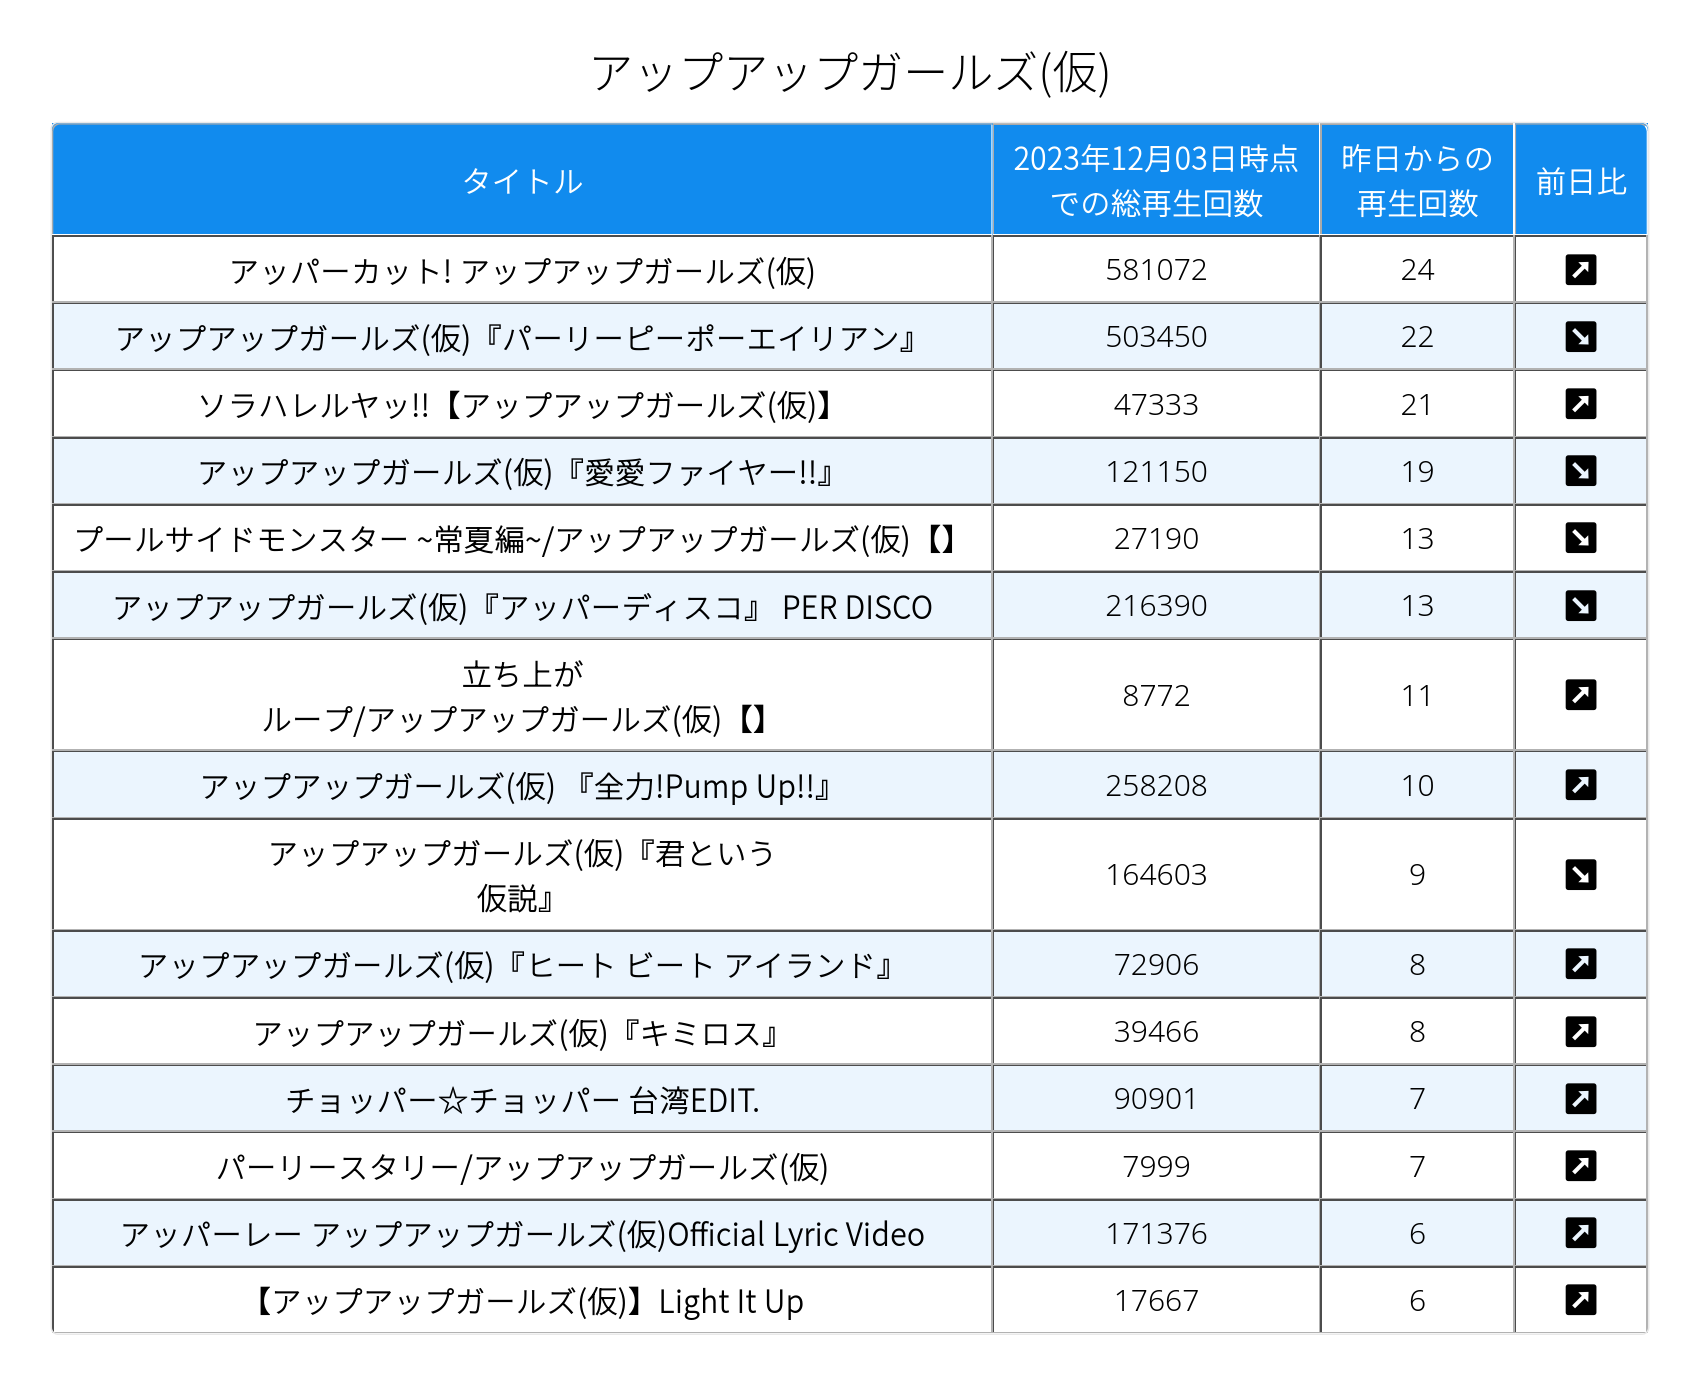 アップアップガールズ(仮)
タイトル
2023年12月03日時点
での総再生回数
昨日からの
再生回数
前日比
アッパーカット! アップアップガールズ(仮)
581072
24
アップアップガールズ(仮)『パーリーピーポーエイリアン』
503450
22
ソラハレルヤッ!!【アップアップガールズ(仮)】
47333
21
アップアップガールズ(仮)『愛愛ファイヤー!!』
121150
19
プールサイドモンスター ~常夏編~/アップアップガールズ(仮)【】
27190
13
アップアップガールズ(仮)『アッパーディスコ』 PER DISCO
216390
13
立ち上が
ループ/アップアップガールズ(仮)【】
8772
11
アップアップガールズ(仮) 『全力!Pump Up!!』
258208
10
アップアップガールズ(仮)『君という
仮説』
164603
9
アップアップガールズ(仮)『ヒート ビート アイランド』
72906
8
アップアップガールズ(仮)『キミロス』
39466
8
チョッパー☆チョッパー 台湾EDIT.
90901
7
パーリースタリー/アップアップガールズ(仮)
7999
7
アッパーレー アップアップガールズ(仮)Official Lyric Video
171376
6
【アップアップガールズ(仮)】Light It Up
17667
6